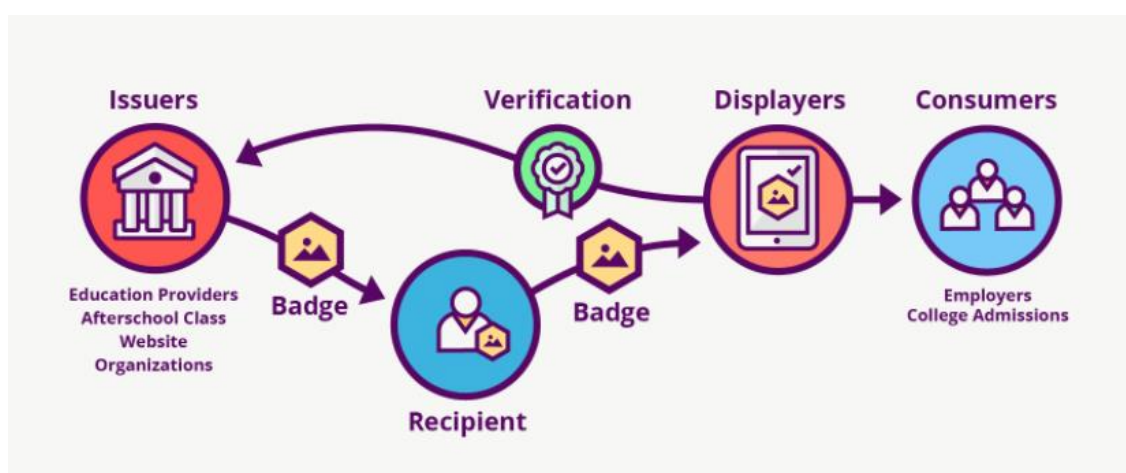 Issuers
Verification
Displayers
Consumers
Education Providers
Afterschool Class
Website
Organizations
Badge
Badge
Employers
College Admissions
Recipient